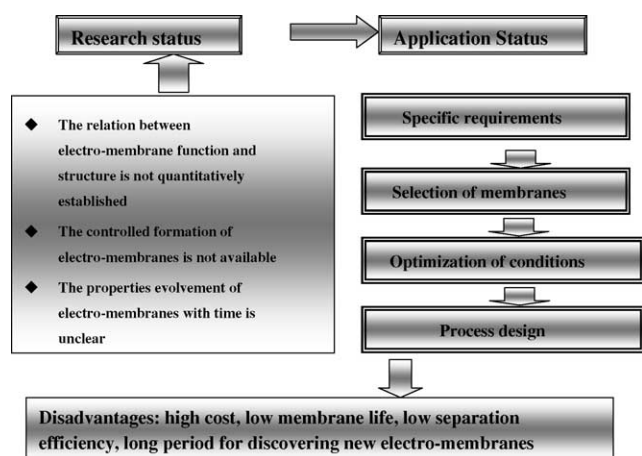 Research status
Application Status
The relation between
electro-membrane function and
structure is not quantitatively
established
The controlled formation of
electro-membranes is not available
The properties evolvement of
electro-membranes with time is
unclear
Specific requirements
Selection of membranes
Optimization of conditions
Process design
Disadvantages: high cost, low membrane life, low separation
efficiency, long period for discovering new electro-membranes